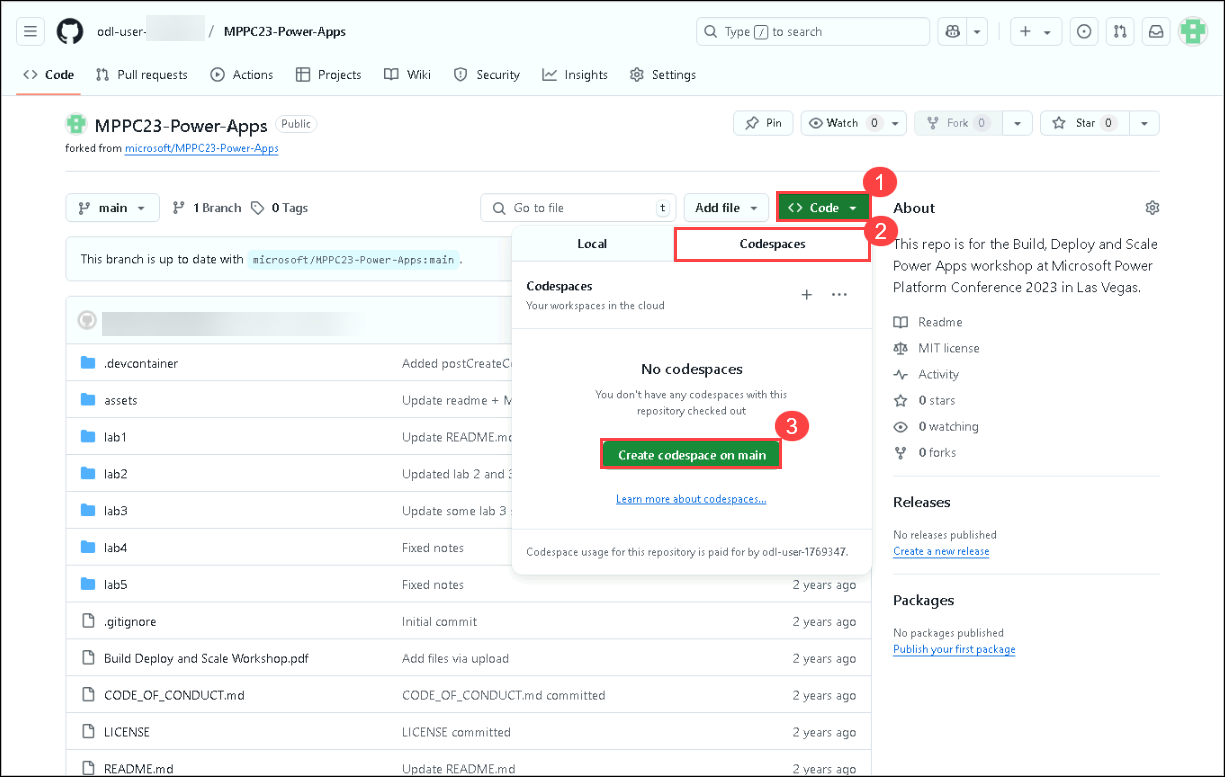 odl-user- / MPPC23-Power-Apps
Type / to search
Code Pull requests Actions Projects Wiki Security Insights Settings
MPPC23-Power-Apps Public
Pin Watch 0 Fork 0 Star 0
forked from microsoft/MPPC23-Power-Apps
1
main 1 Branch 0 Tags
Go to file t
Add file
Code
About
2
Local Codespaces
This repo is for the Build, Deploy and Scale
Power Apps workshop at Microsoft Power
Platform Conference 2023 in Las Vegas.
This branch is up to date with microsoft/MPPC23-Power-Apps:main .
Codespaces
Your workspaces in the cloud
Readme
MIT license
Activity
0 stars
0 watching
0 forks
No codespaces
You don't have any codespaces with this
repository checked out
3
Create codespace on main
Learn more about codespaces...
Codespace usage for this repository is paid for by odl-user-1769347.
.devcontainer Added postCreateC
assets Update readme + M
lab1 Update README.md
lab2 Updated lab 2 and 3
lab3 Update some lab 3
lab4 Fixed notes
lab5 Fixed notes 2 years ago
.gitignore Initial commit 2 years ago
Build Deploy and Scale Workshop.pdf Add files via upload 2 years ago
CODE_OF_CONDUCT.md CODE_OF_CONDUCT.md committed 2 years ago
LICENSE LICENSE committed 2 years ago
README.md Update README.md 2 years ago
Releases
No releases published
Create a new release
Packages
No packages published
Publish your first package